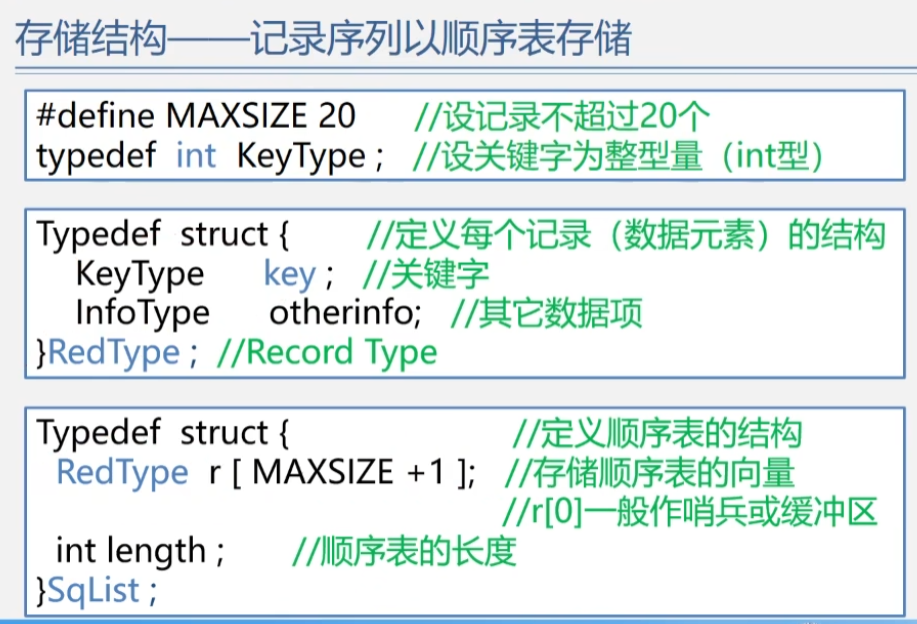 存储结构——记录序列以顺序表存储
#define MAXSIZE 20 //设记录不超过20个
typedef int KeyType ; //设关键字为整型量（int型）
Typedef struct { //定义每个记录（数据元素）的结构
KeyType key ; //关键字
InfoType otherinfo; //其它数据项
}RedType ; //Record Type
Typedef struct { //定义顺序表的结构
RedType r [ MAXSIZE +1 ]; //存储顺序表的向量
//r[0]一般作哨兵或缓冲区
int length ; //顺序表的长度
}SqList ;